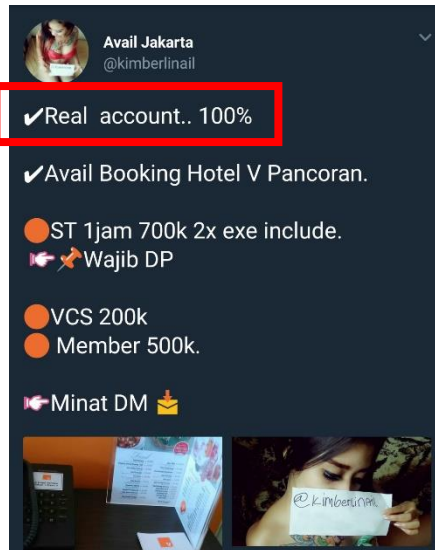 Avail Jakarta
@kimberlinail
✔Real account.. 100%
✔Avail Booking Hotel V Pancoran.
🟠ST 1jam 700k 2x exe include.
👉📌Wajib DP
🟠VCS 200k
🟠 Member 500k.
👉Minat DM 📩
@kimberlinail